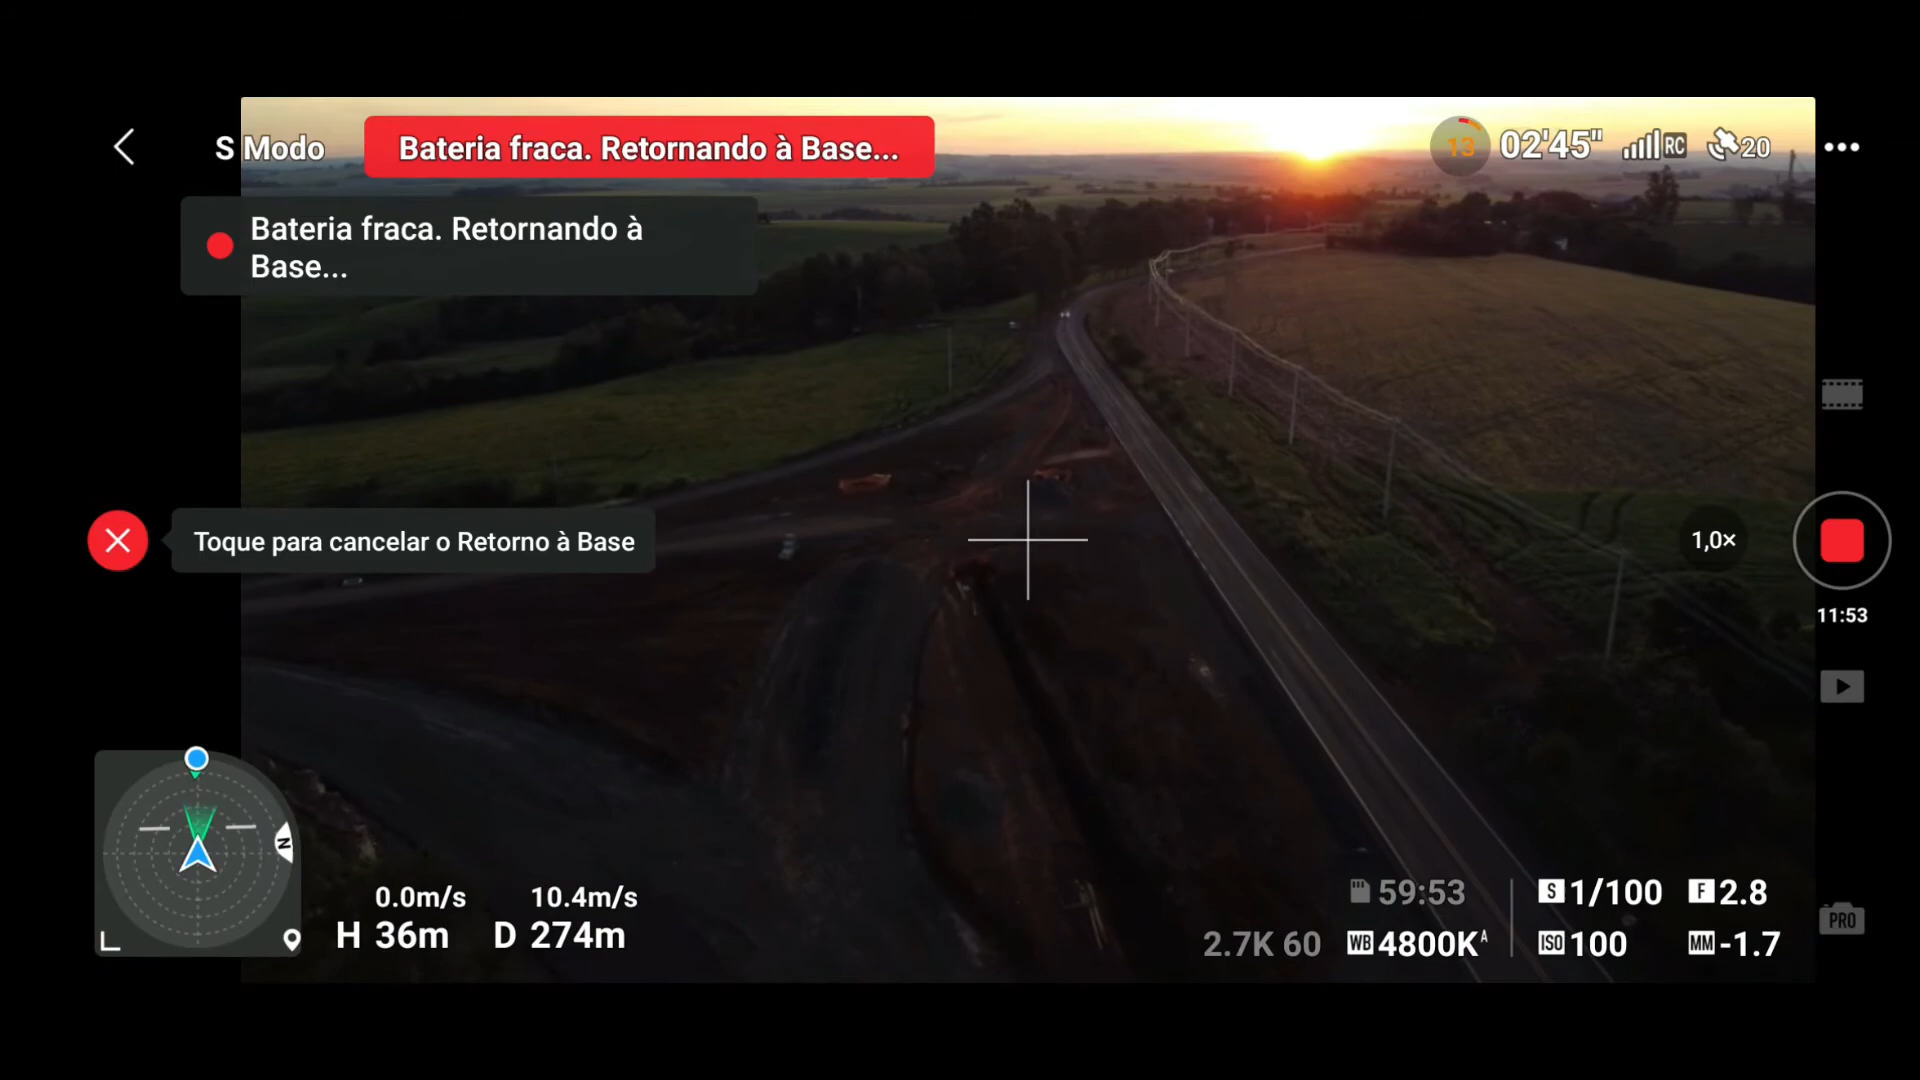 S Modo
Bateria fraca. Retornando à Base...
13
02'45"
RC
20
Bateria fraca. Retornando à
Base...
Toque para cancelar o Retorno à Base
1,0×
11:53
N
0.0m/s
10.4m/s
H 36m
D 274m
59:53
S 1/100
F 2.8
2.7K 60
WB 4800K A
ISO 100
MM -1.7
PRO